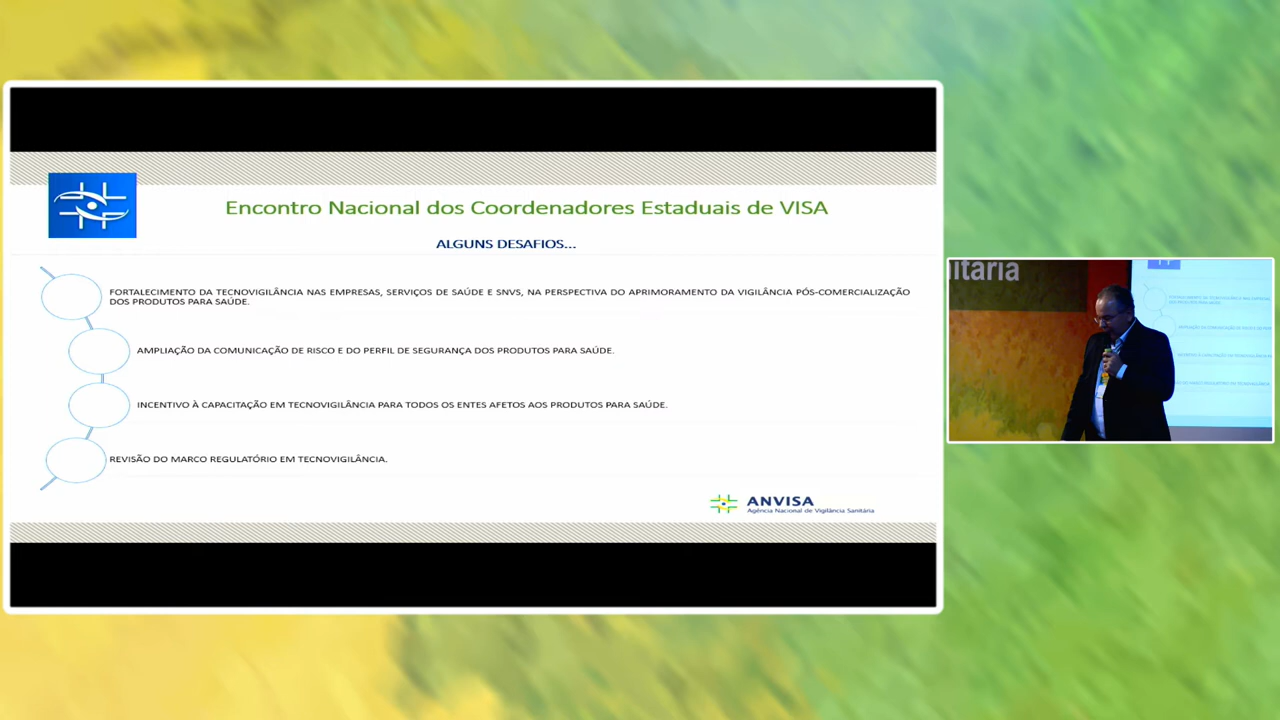 Encontro Nacional dos Coordenadores Estaduais de VISA
ALGUNS DESAFIOS...
FORTALECIMENTO DA TECNOVIGILÂNCIA NAS EMPRESAS, SERVIÇOS DE SAÚDE E SNVS, NA PERSPECTIVA DO APRIMORAMENTO DA VIGILÂNCIA PÓS-COMERCIALIZAÇÃO
DOS PRODUTOS PARA SAÚDE.
AMPLIAÇÃO DA COMUNICAÇÃO DE RISCO E DO PERFIL DE SEGURANÇA DOS PRODUTOS PARA SAÚDE.
INCENTIVO À CAPACITAÇÃO EM TECNOVIGILÂNCIA PARA TODOS OS ENTES AFETOS AOS PRODUTOS PARA SAÚDE.
REVISÃO DO MARCO REGULATÓRIO EM TECNOVIGILÂNCIA.
ANVISA
Agência Nacional de Vigilância Sanitária
nitária